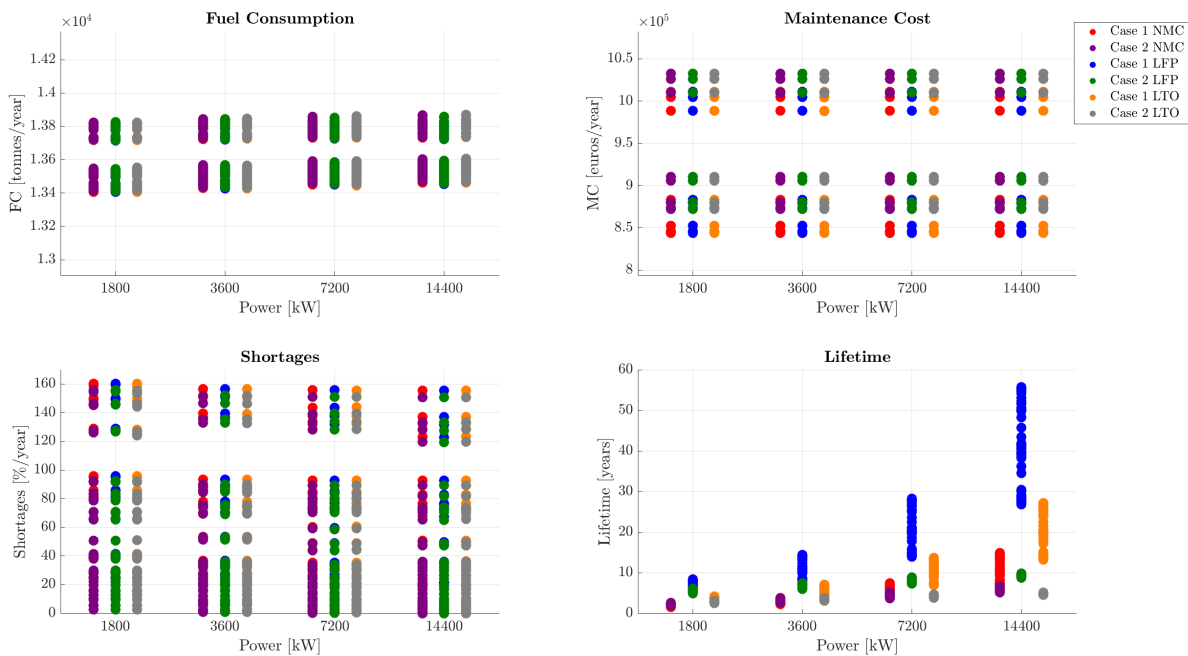 Fuel Consumption
×10⁴
1.42
1.4
1.38
1.36
1.34
1.32
1.3
FC [tonnes/year]
1800 3600 7200 14400
Power [kW]
Maintenance Cost
×10⁵
10.5
10
9.5
9
8.5
8
MC [euros/year]
1800 3600 7200 14400
Power [kW]
Case 1 NMC
Case 2 NMC
Case 1 LFP
Case 2 LFP
Case 1 LTO
Case 2 LTO
Shortages
160
140
120
100
80
60
40
20
0
Shortages [%/year]
1800 3600 7200 14400
Power [kW]
Lifetime
60
50
40
30
20
10
0
Lifetime [years]
1800 3600 7200 14400
Power [kW]